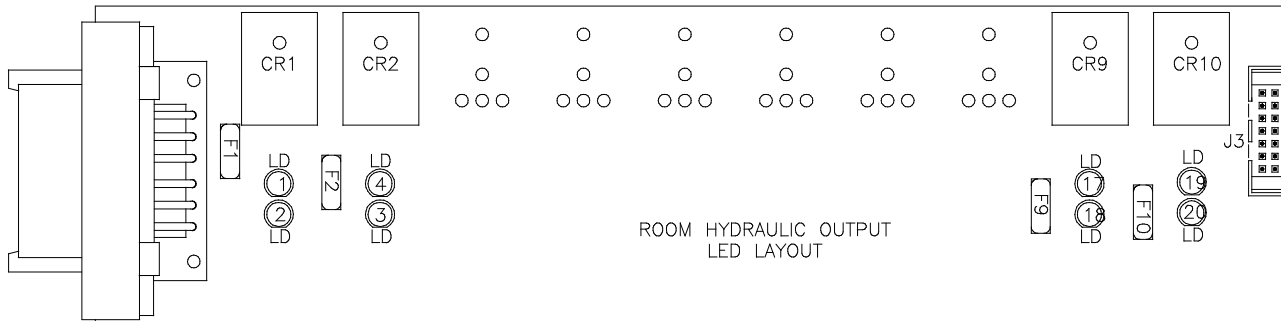 CR1
CR2
CR9
CR10
J3
F1
LD
1
2
LD
F2
LD
4
3
LD
F9
LD
17
18
LD
F10
LD
19
20
LD
ROOM HYDRAULIC OUTPUT
LED LAYOUT